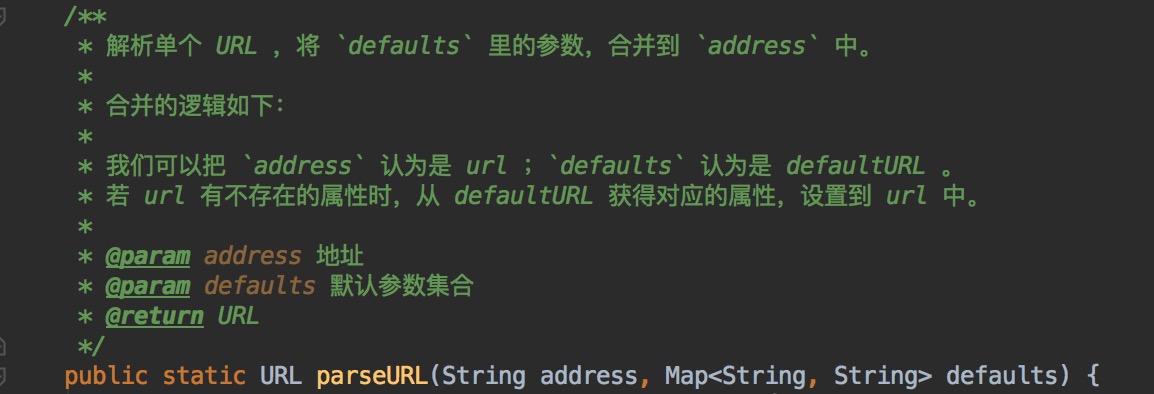 /**
 * 解析单个 URL ，将 `defaults` 里的参数，合并到 `address` 中。
 *
 * 合并的逻辑如下：
 *
 * 我们可以把 `address` 认为是 url ；`defaults` 认为是 defaultURL 。
 * 若 url 有不存在的属性时，从 defaultURL 获得对应的属性，设置到 url 中。
 *
 * @param address 地址
 * @param defaults 默认参数集合
 * @return URL
 */
public static URL parseURL(String address, Map<String, String> defaults) {